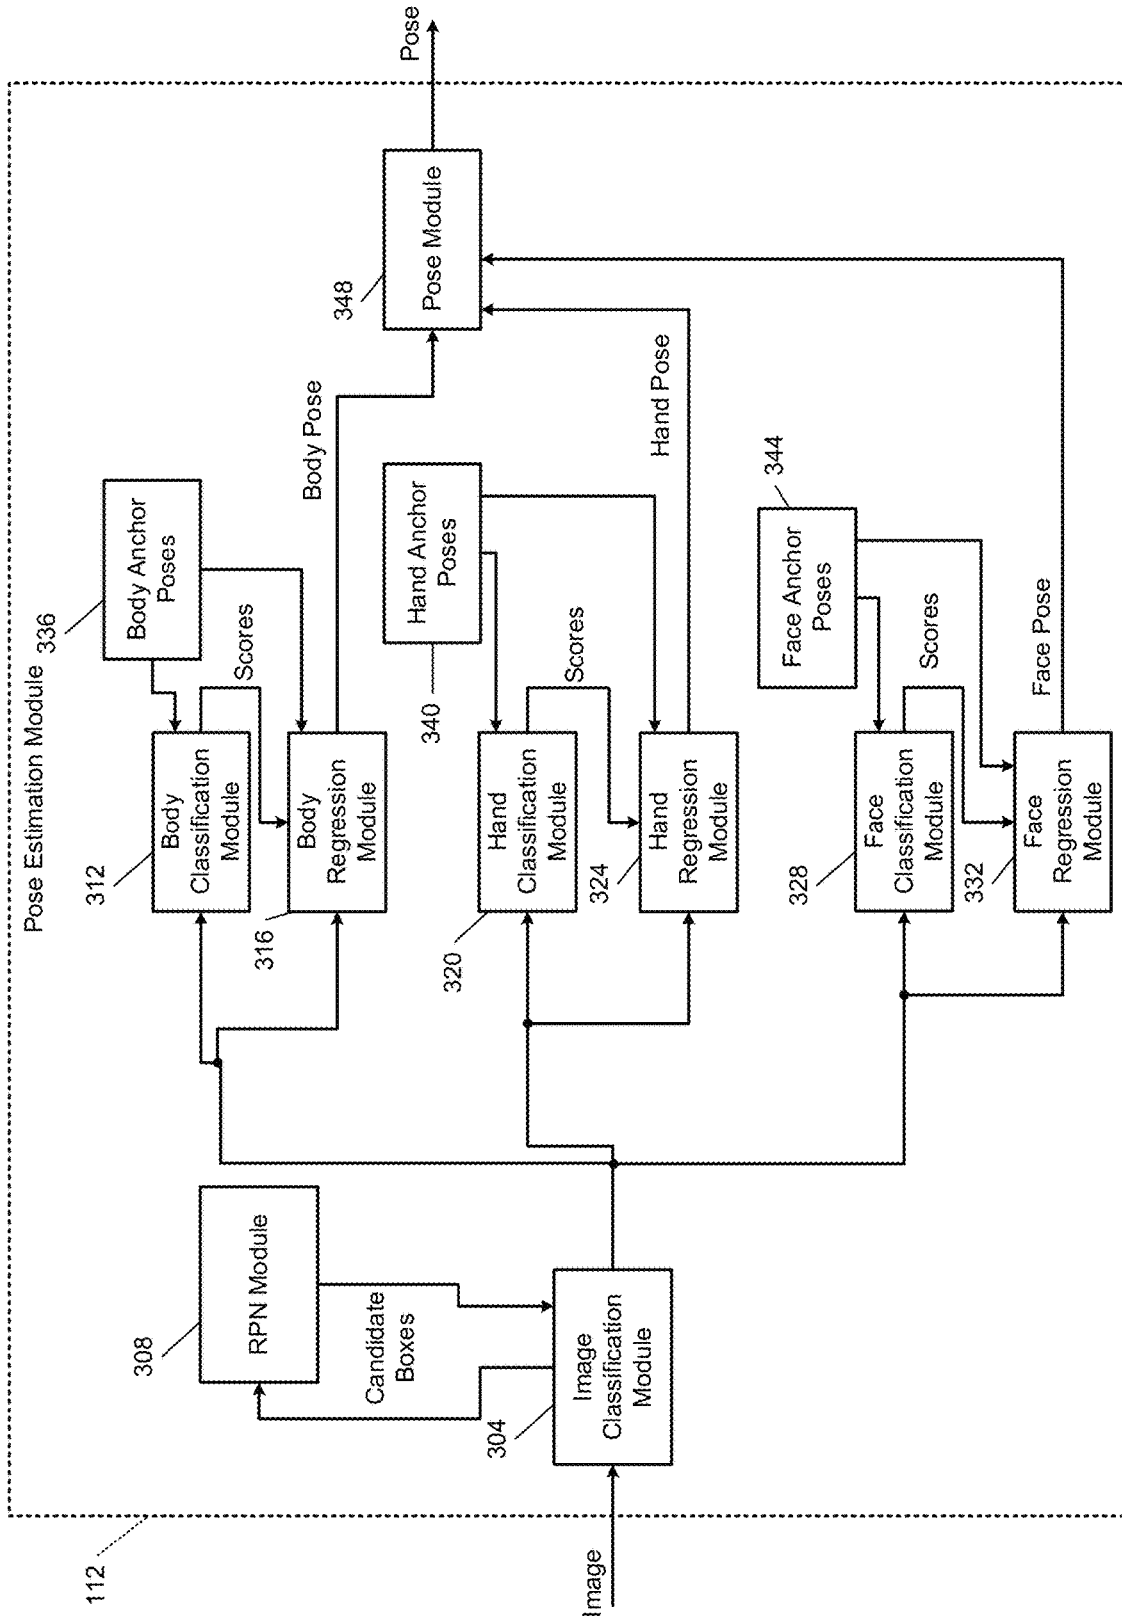 112
Pose Estimation Module
Image
304
Image
Classification
Module
308
RPN Module
Candidate
Boxes
312
Body
Classification
Module
316
Body
Regression
Module
336
Body Anchor
Poses
Scores
Body Pose
320
Hand
Classification
Module
324
Hand
Regression
Module
340
Hand Anchor
Poses
Scores
Hand Pose
328
Face
Classification
Module
332
Face
Regression
Module
344
Face Anchor
Poses
Scores
Face Pose
348
Pose Module
Pose